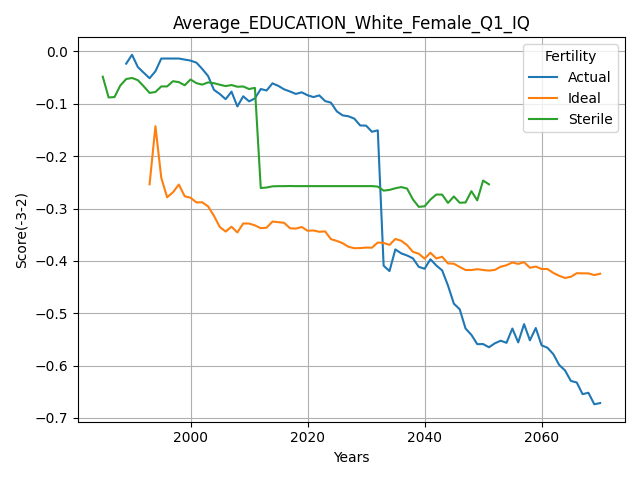 Average_EDUCATION_White_Female_Q1_IQ
Fertility
Actual
Ideal
Sterile
Score(-3-2)
0.0
−0.1
−0.2
−0.3
−0.4
−0.5
−0.6
−0.7
2000
2020
2040
2060
Years